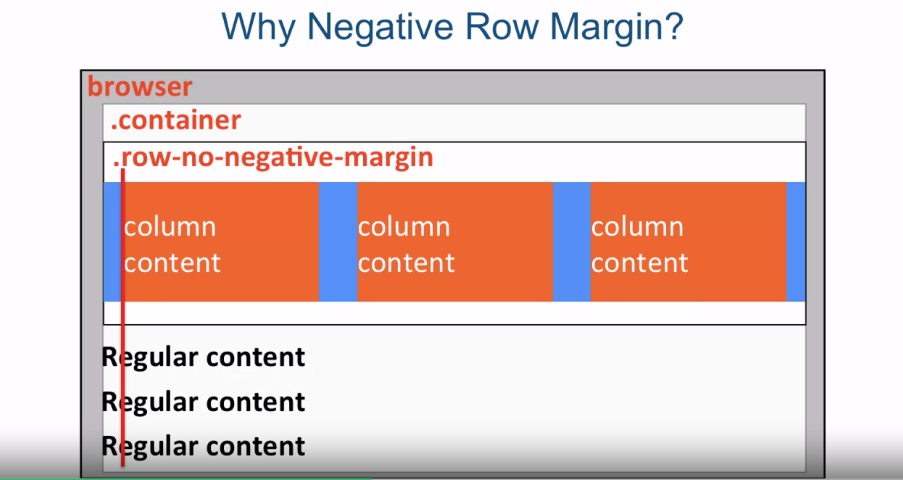 Why Negative Row Margin?
browser
.container
.row-no-negative-margin
column column column
content content content
Regular content
Regular content
Regular content